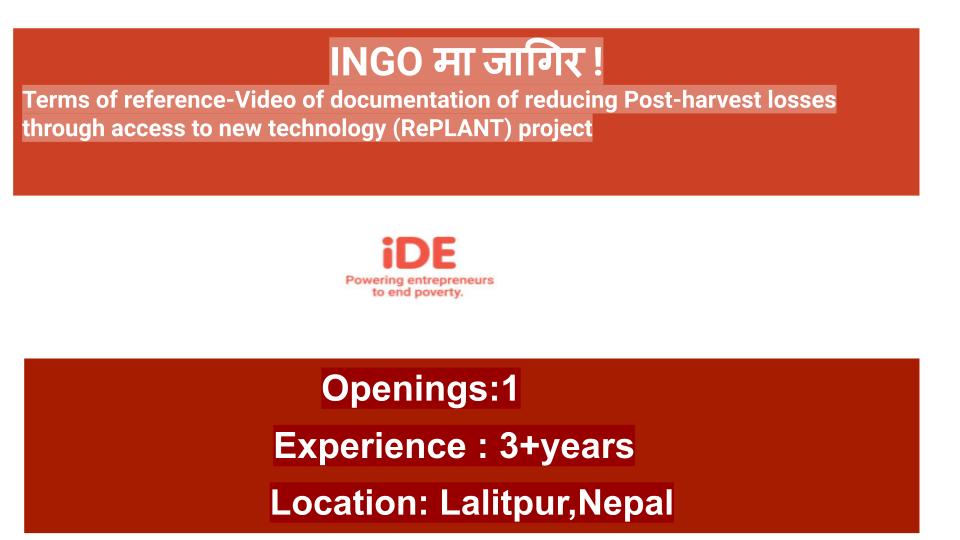 INGO मा जागिर !
Terms of reference-Video of documentation of reducing Post-harvest losses
through access to new technology (RePLANT) project
iDE
Powering entrepreneurs
to end poverty.
Openings:1
Experience : 3+years
Location: Lalitpur,Nepal